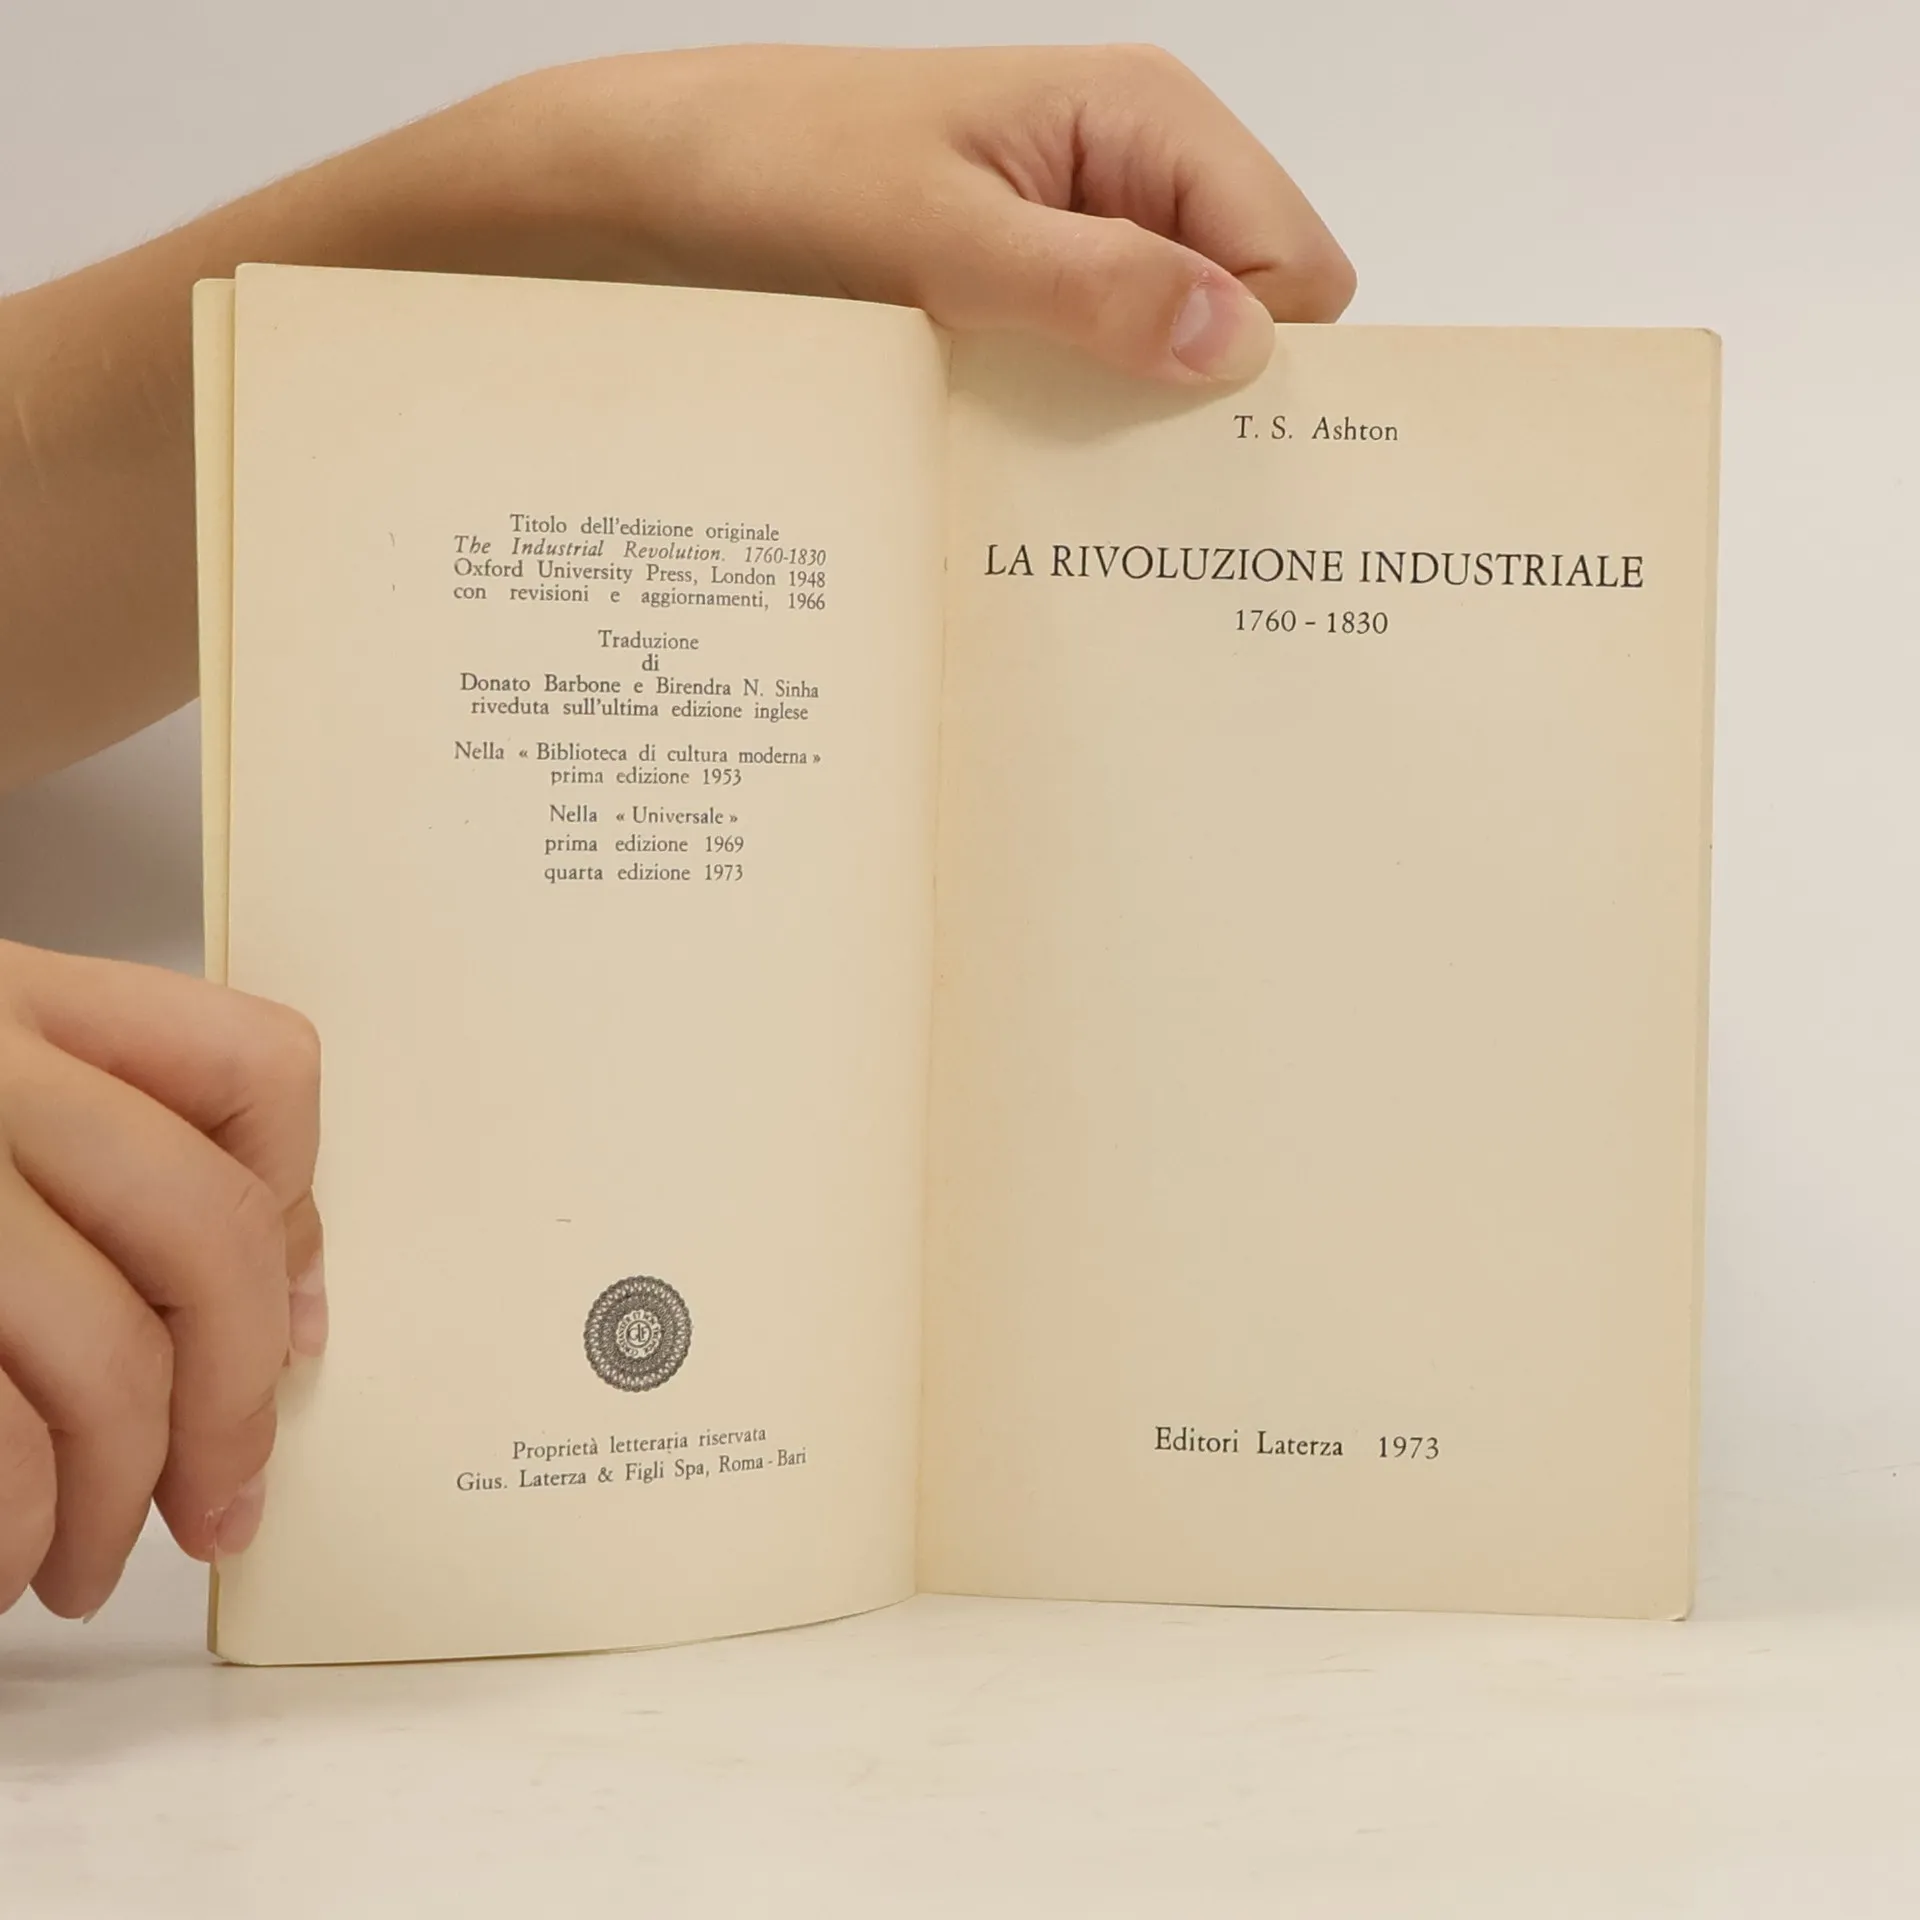 Titolo dell'edizione originale
The Industrial Revolution. 1760-1830
Oxford University Press, London 1948
con revisioni e aggiornamenti, 1966
Traduzione
di
Donato Barbone e Birendra N. Sinha
riveduta sull'ultima edizione inglese
Nella « Biblioteca di cultura moderna »
prima edizione 1953
Nella « Universale »
prima edizione 1969
quarta edizione 1973
Proprietà letteraria riservata
Gius. Laterza & Figli Spa, Roma - Bari
T. S. Ashton
LA RIVOLUZIONE INDUSTRIALE
1760 - 1830
Editori Laterza 1973